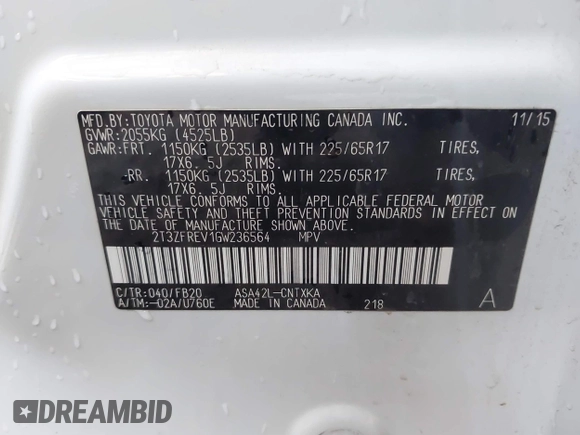 MFD.BY:TOYOTA MOTOR MANUFACTURING CANADA INC. 11/15
GVWR:2055KG (4525LB)
GAWR:FRT. 1150KG (2535LB) WITH 225/65R17 TIRES,
17X6.5J RIMS.
RR. 1150KG (2535LB) WITH 225/65R17 TIRES,
17X6.5J RIMS.
THIS VEHICLE CONFORMS TO ALL APPLICABLE FEDERAL MOTOR
VEHICLE SAFETY AND THEFT PREVENTION STANDARDS IN EFFECT ON
THE DATE OF MANUFACTURE SHOWN ABOVE.
2T3ZFREV1GW236564 MPV
C/TR:040/FB20 ASA42L-CNTXKA
A/TM:-02A/U760E MADE IN CANADA 218 A
DREAMBID